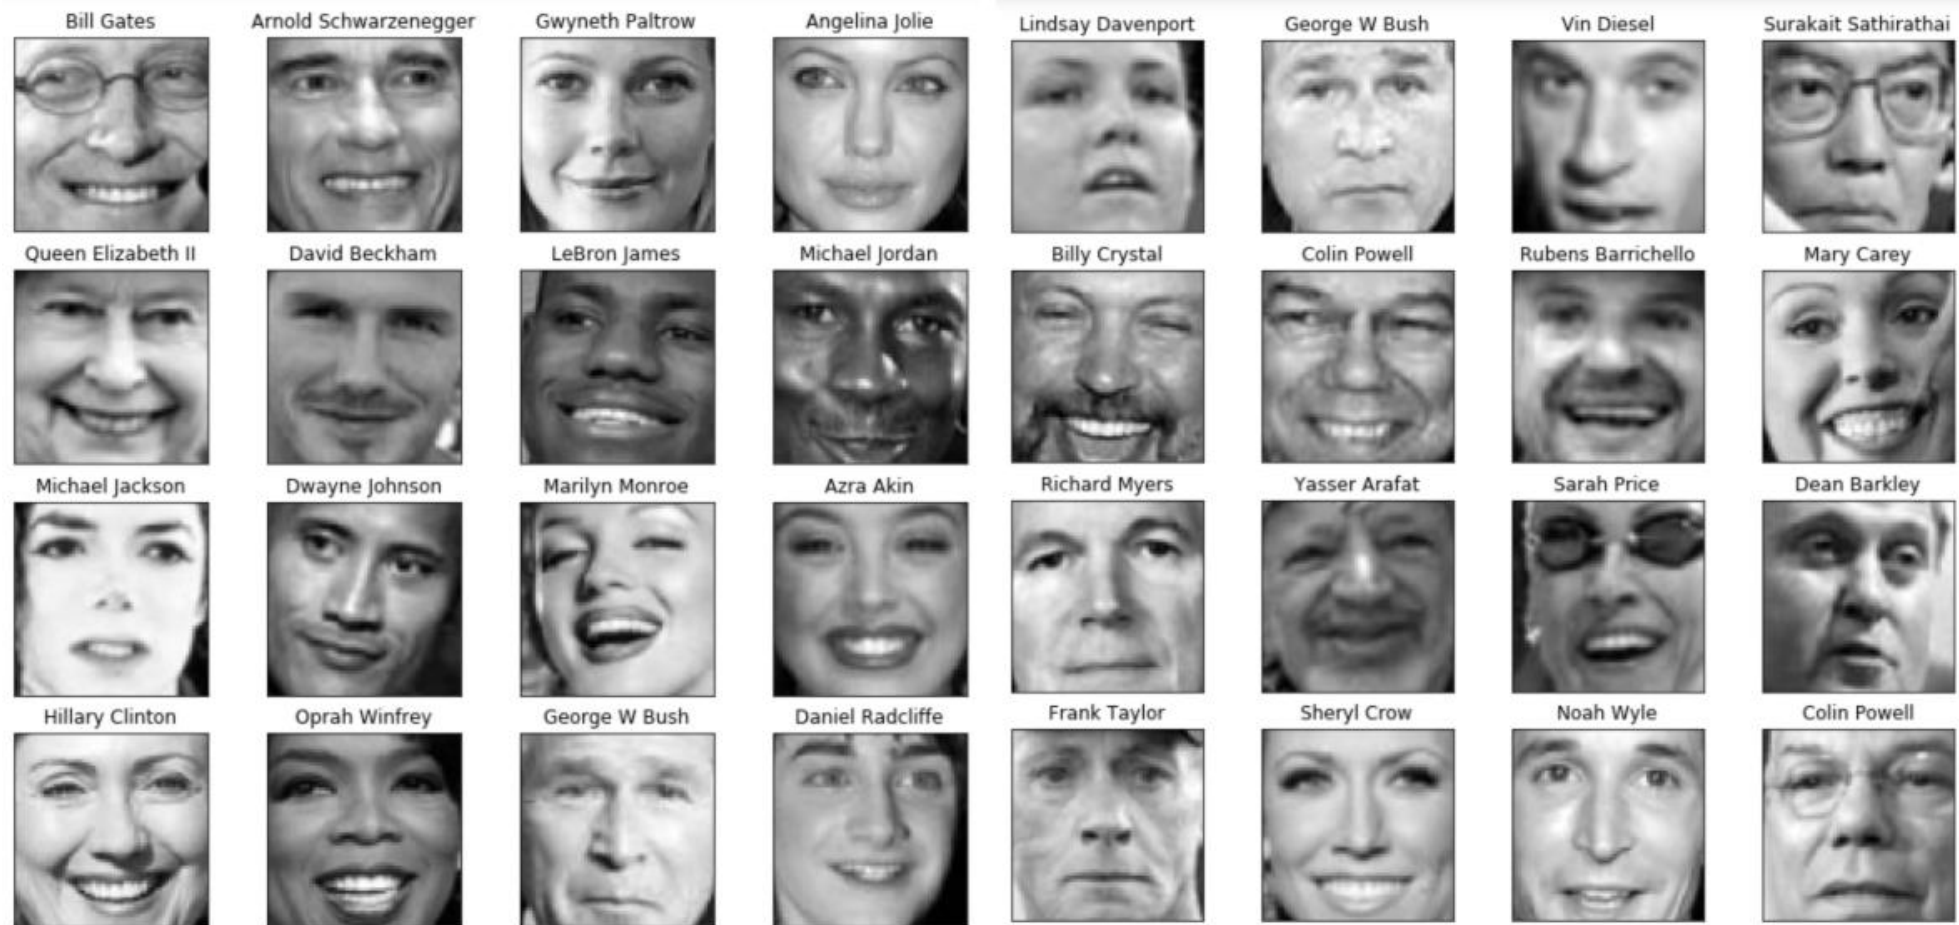 Bill Gates Arnold Schwarzenegger Gwyneth Paltrow Angelina Jolie Lindsay Davenport George W Bush Vin Diesel Surakait Sathirathai
Queen Elizabeth II David Beckham LeBron James Michael Jordan Billy Crystal Colin Powell Rubens Barrichello Mary Carey
Michael Jackson Dwayne Johnson Marilyn Monroe Azra Akin Richard Myers Yasser Arafat Sarah Price Dean Barkley
Hillary Clinton Oprah Winfrey George W Bush Daniel Radcliffe Frank Taylor Sheryl Crow Noah Wyle Colin Powell